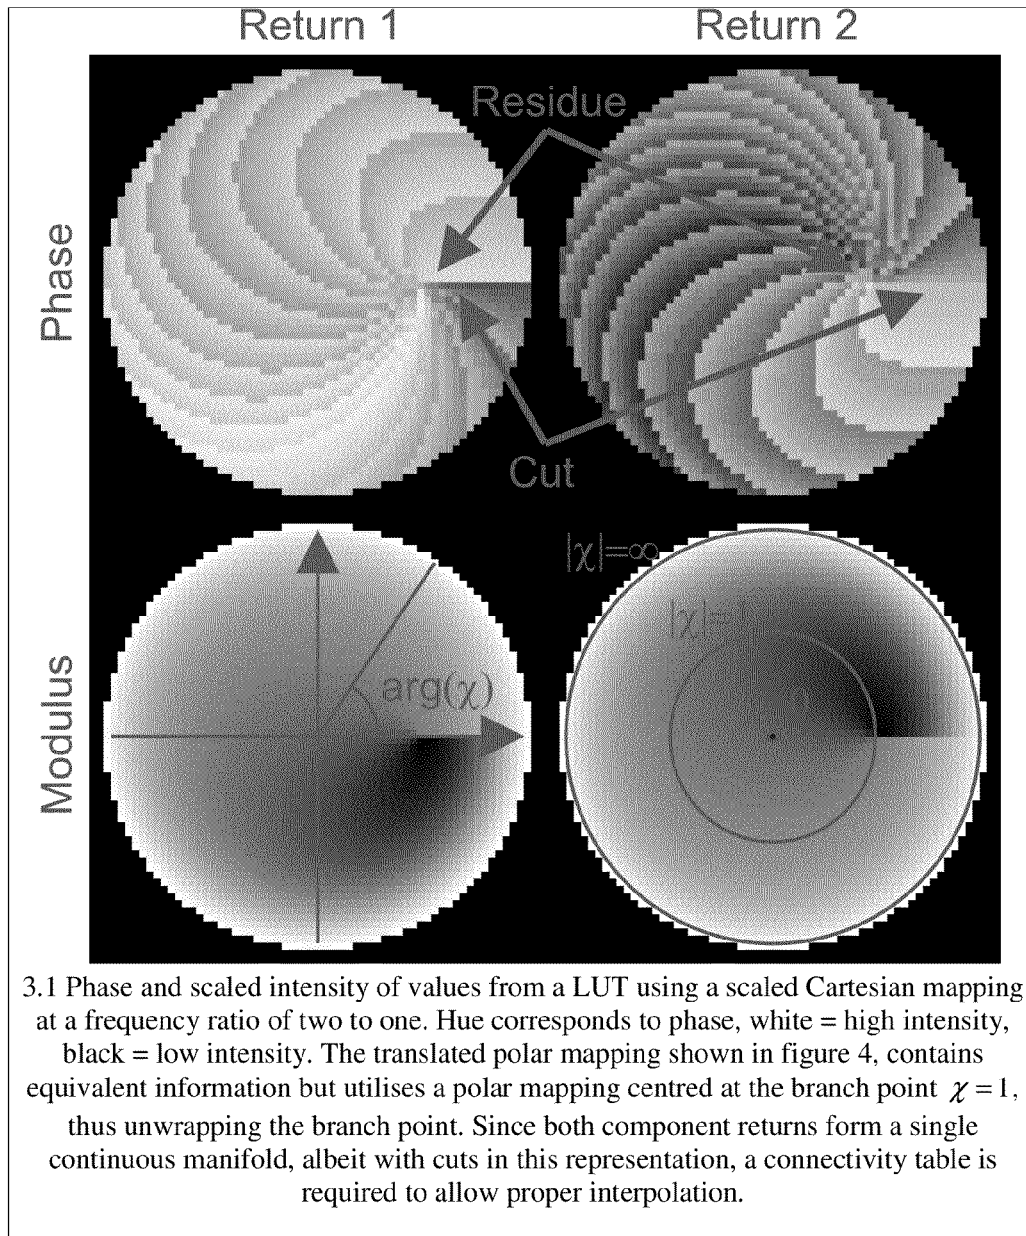 Return 1
Return 2
Residue
Phase
Cut
|χ|=∞
|χ|=1
arg(χ)
Modulus
3.1 Phase and scaled intensity of values from a LUT using a scaled Cartesian mapping
at a frequency ratio of two to one. Hue corresponds to phase, white = high intensity,
black = low intensity. The translated polar mapping shown in figure 4, contains
equivalent information but utilises a polar mapping centred at the branch point χ = 1,
thus unwrapping the branch point. Since both component returns form a single
continuous manifold, albeit with cuts in this representation, a connectivity table is
required to allow proper interpolation.